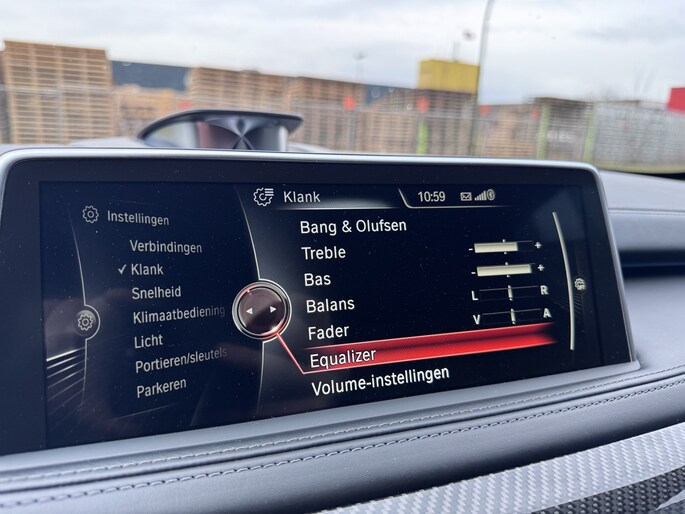 Instellingen
Verbindingen
✓ Klank
Snelheid
Klimaatbediening
Licht
Portieren/sleutels
Parkeren
Klank
10:59
Bang & Olufsen
Treble
- +
Bas
- +
Balans
L R
Fader
V A
Equalizer
Volume-instellingen